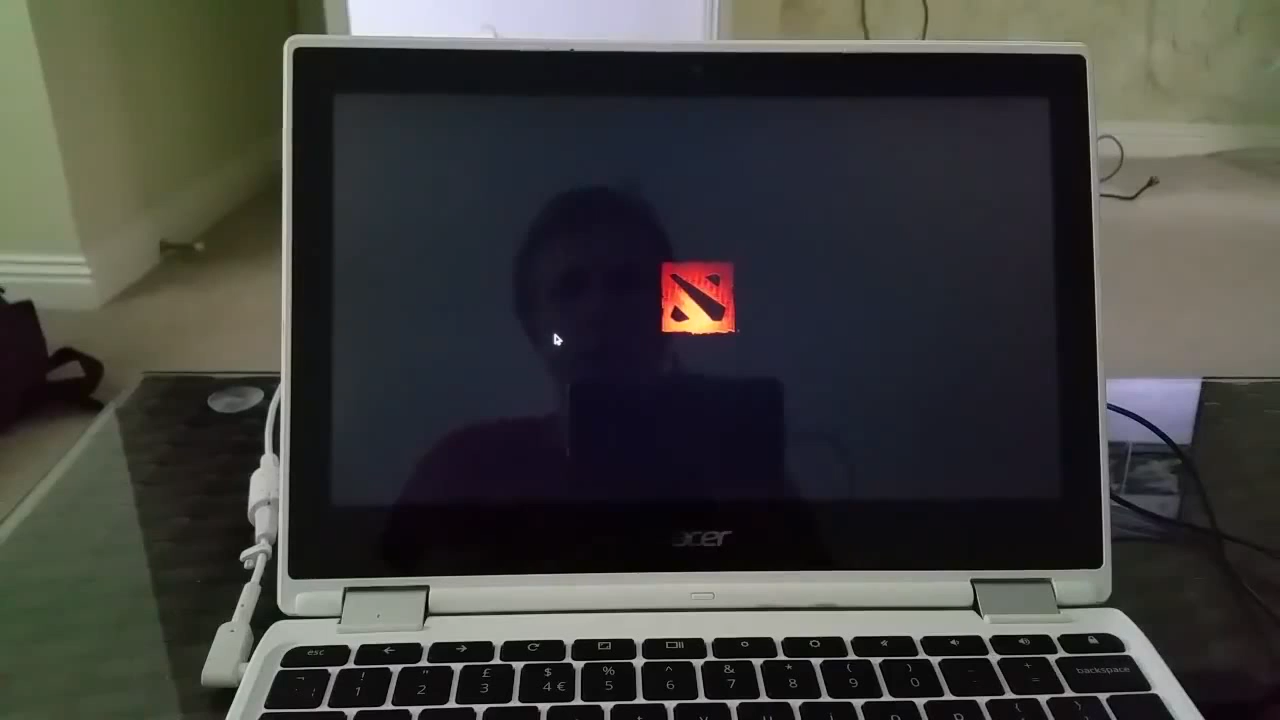 acer
esc
! " £ $ % ^ & * ( ) _ + backspace
1 2 3 4 € 5 6 7 8 9 0 - =